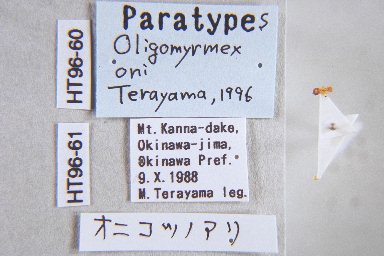 HT96-60
HT96-61
Paratypes
Oligomyrmex
oni
Terayama, 1996
Mt. Kanna-dake,
Okinawa-jima,
Okinawa Pref.
9. X. 1988
M. Terayama leg.
オニコツノアリ